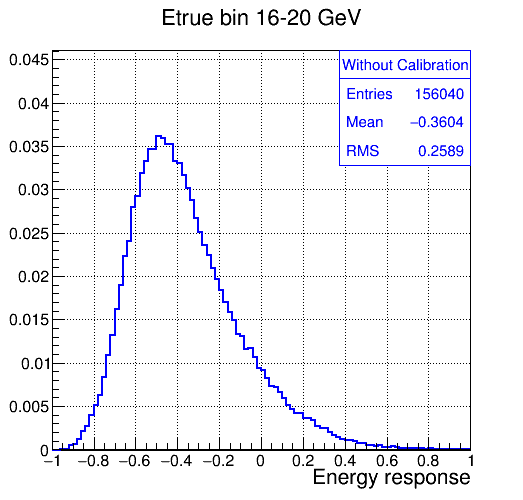 Etrue bin 16-20 GeV
Without Calibration
Entries 156040
Mean −0.3604
RMS 0.2589
0.045
0.04
0.035
0.03
0.025
0.02
0.015
0.01
0.005
0
−1 −0.8 −0.6 −0.4 −0.2 0 0.2 0.4 0.6 0.8 1
Energy response